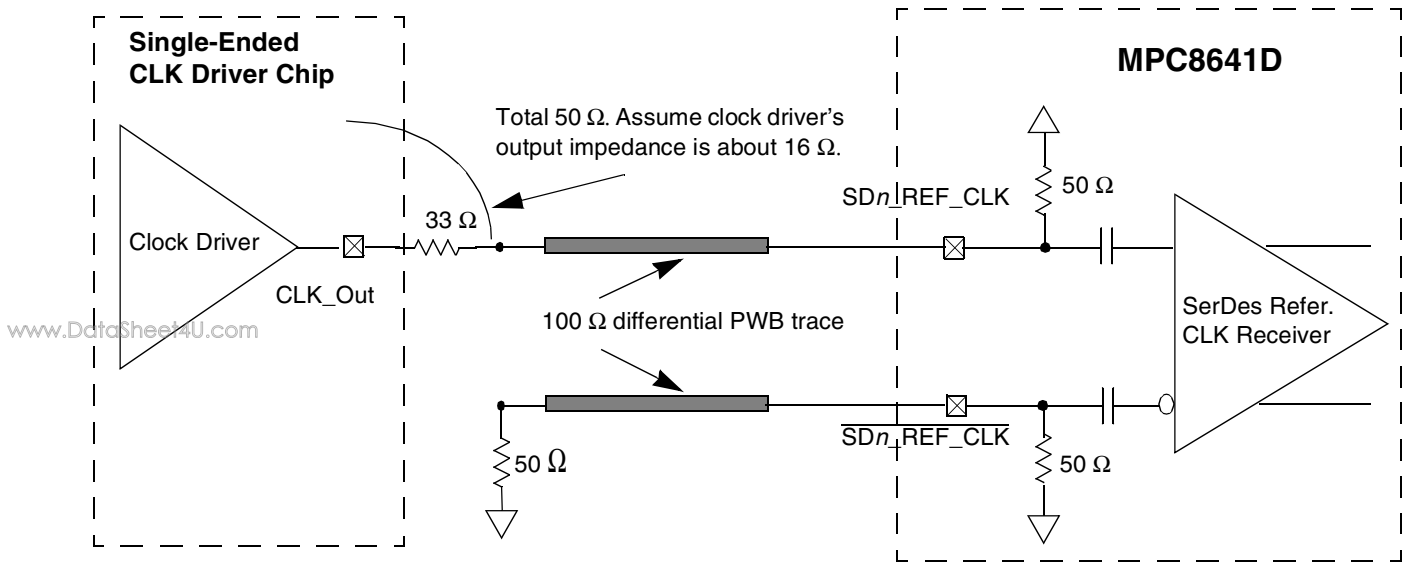 Single-Ended
CLK Driver Chip
MPC8641D
Total 50 Ω. Assume clock driver's
output impedance is about 16 Ω.
SDn_REF_CLK
50 Ω
33 Ω
Clock Driver
CLK_Out
SerDes Refer.
CLK Receiver
100 Ω differential PWB trace
www.DataSheet4U.com
SDn_REF_CLK
50 Ω
50 Ω